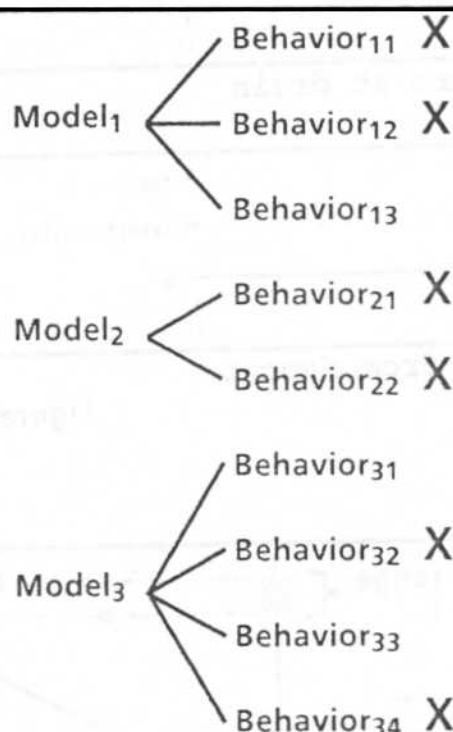 Behavior₁₁ X
Model₁ Behavior₁₂ X
Behavior₁₃
Behavior₂₁ X
Model₂
Behavior₂₂ X
Behavior₃₁
Behavior₃₂ X
Model₃
Behavior₃₃
Behavior₃₄ X